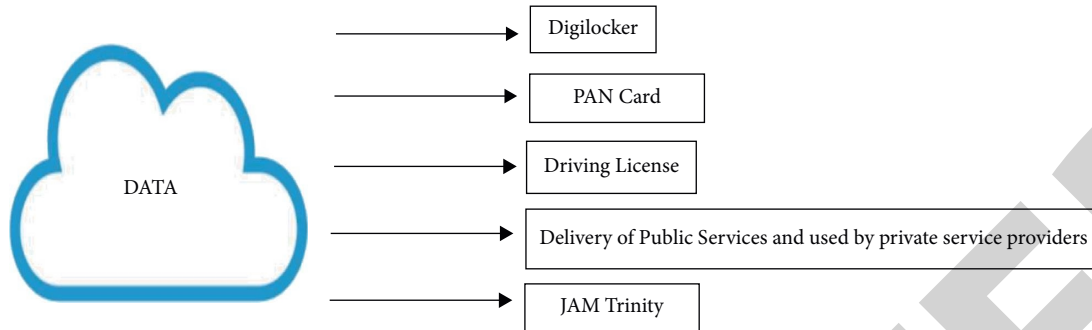 Digilocker
PAN Card
Driving License
DATA
Delivery of Public Services and used by private service providers
JAM Trinity